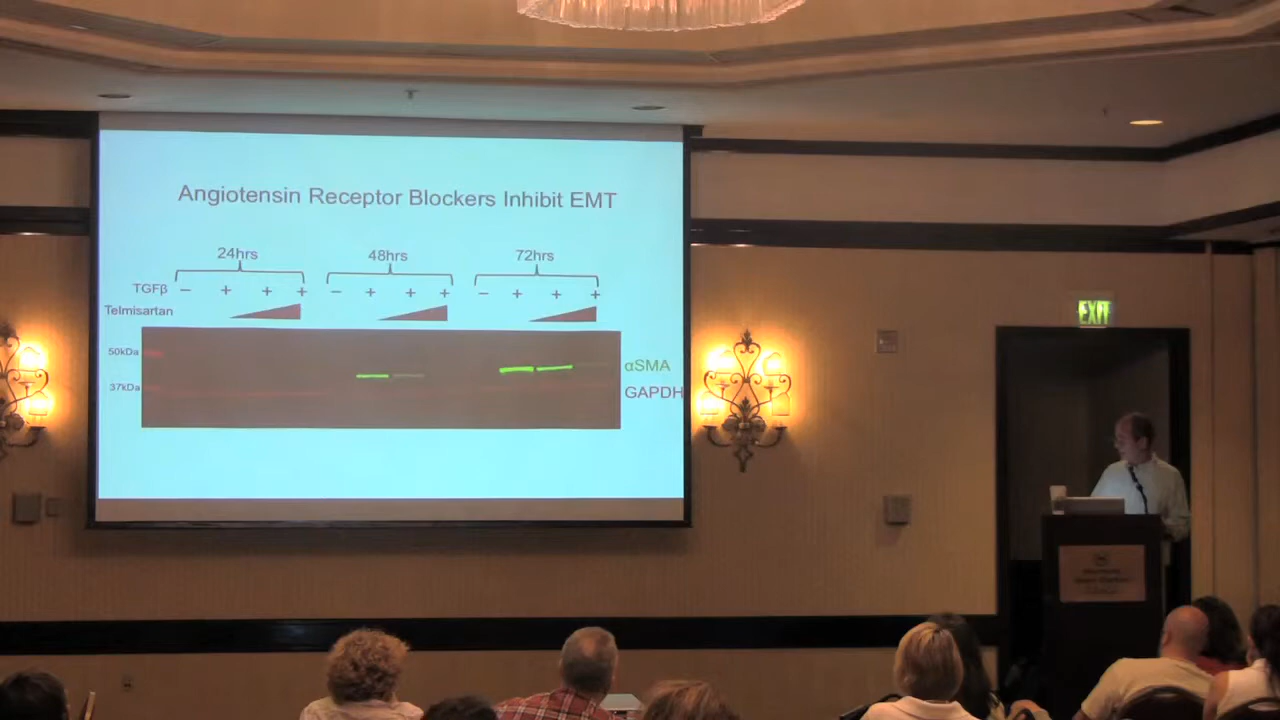 Angiotensin Receptor Blockers Inhibit EMT
24hrs 48hrs 72hrs
TGFβ − + + + − + + + − + + +
Telmisartan
50kDa
αSMA
37kDa
GAPDH
EXIT